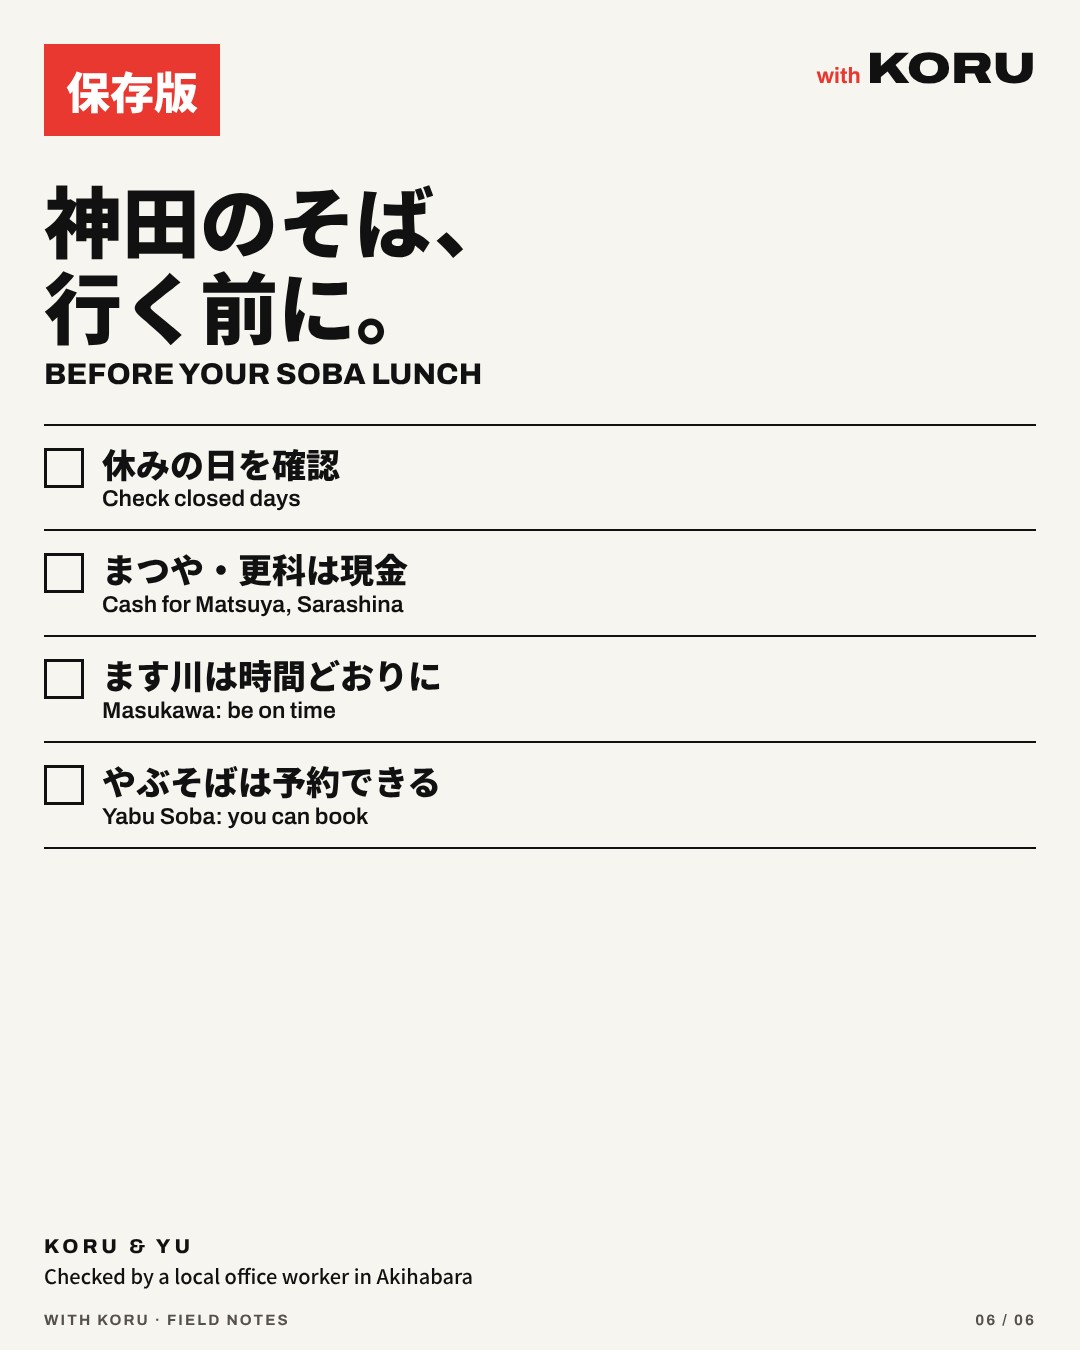 保存版
with KORU
神田のそば、
行く前に。
BEFORE YOUR SOBA LUNCH
休みの日を確認
Check closed days
まつや・更科は現金
Cash for Matsuya, Sarashina
ます川は時間どおりに
Masukawa: be on time
やぶそばは予約できる
Yabu Soba: you can book
KORU & YU
Checked by a local office worker in Akihabara
WITH KORU · FIELD NOTES
06 / 06